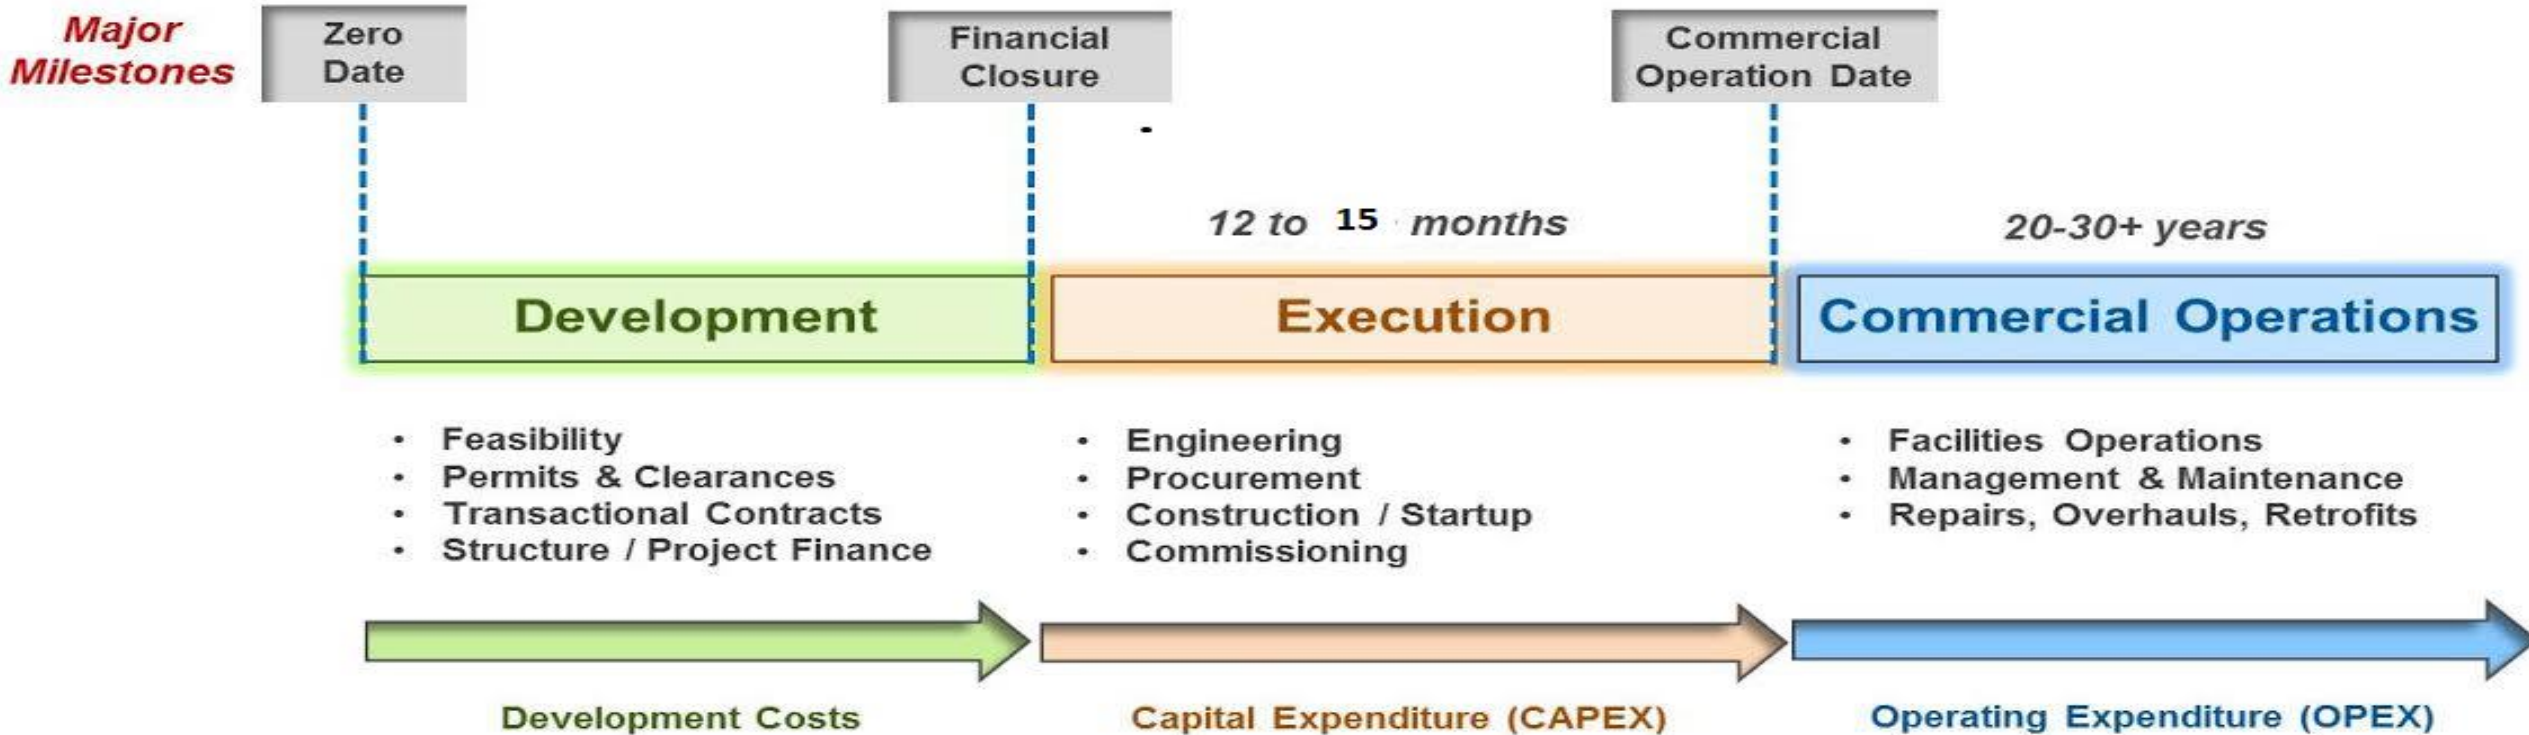 Major
Milestones
Zero
Date
Financial
Closure
Commercial
Operation Date
-
12 to 15 months
20-30+ years
Development
Execution
Commercial Operations
• Feasibility
• Permits & Clearances
• Transactional Contracts
• Structure / Project Finance
• Engineering
• Procurement
• Construction / Startup
• Commissioning
• Facilities Operations
• Management & Maintenance
• Repairs, Overhauls, Retrofits
Development Costs
Capital Expenditure (CAPEX)
Operating Expenditure (OPEX)